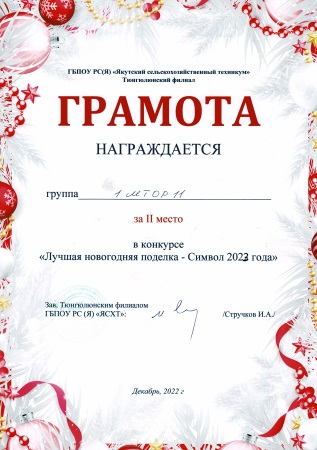 ГБПОУ РС(Я) «Якутский сельскохозяйственный техникум»
Тюнгюлюнский филиал
ГРАМОТА
НАГРАЖДАЕТСЯ
группа 1 МТОР 11
за II место
в конкурсе
«Лучшая новогодняя поделка - Символ 2023 года»
Зав. Тюнгюлюнским филиалом
ГБПОУ РС (Я) «ЯСХТ»: /Стручков И.А./
Декабрь, 2022 г